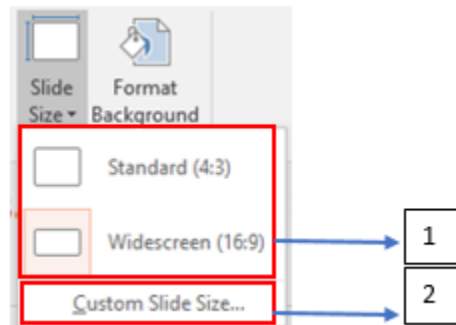 Slide
Size
Format
Background
Standard (4:3)
Widescreen (16:9)
1
Custom Slide Size...
2